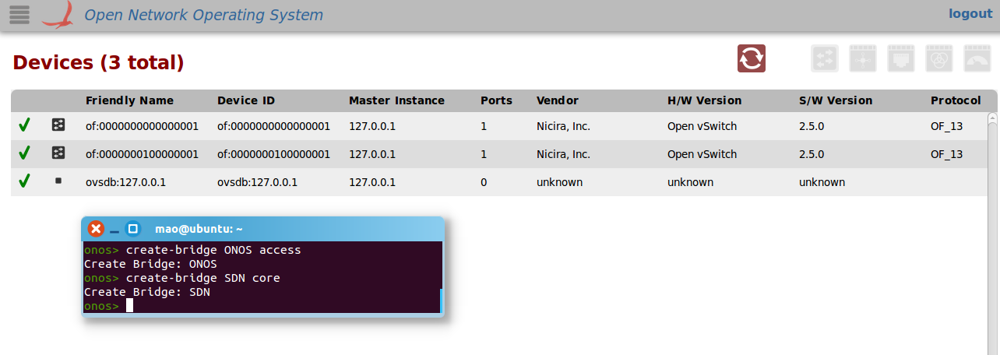 Open Network Operating System logout
Devices (3 total)
Friendly Name Device ID Master Instance Ports Vendor H/W Version S/W Version Protocol
of:0000000000000001 of:0000000000000001 127.0.0.1 1 Nicira, Inc. Open vSwitch 2.5.0 OF_13
of:0000000100000001 of:0000000100000001 127.0.0.1 1 Nicira, Inc. Open vSwitch 2.5.0 OF_13
ovsdb:127.0.0.1 ovsdb:127.0.0.1 127.0.0.1 0 unknown unknown unknown
mao@ubuntu: ~
onos> create-bridge ONOS access
Create Bridge: ONOS
onos> create-bridge SDN core
Create Bridge: SDN
onos>